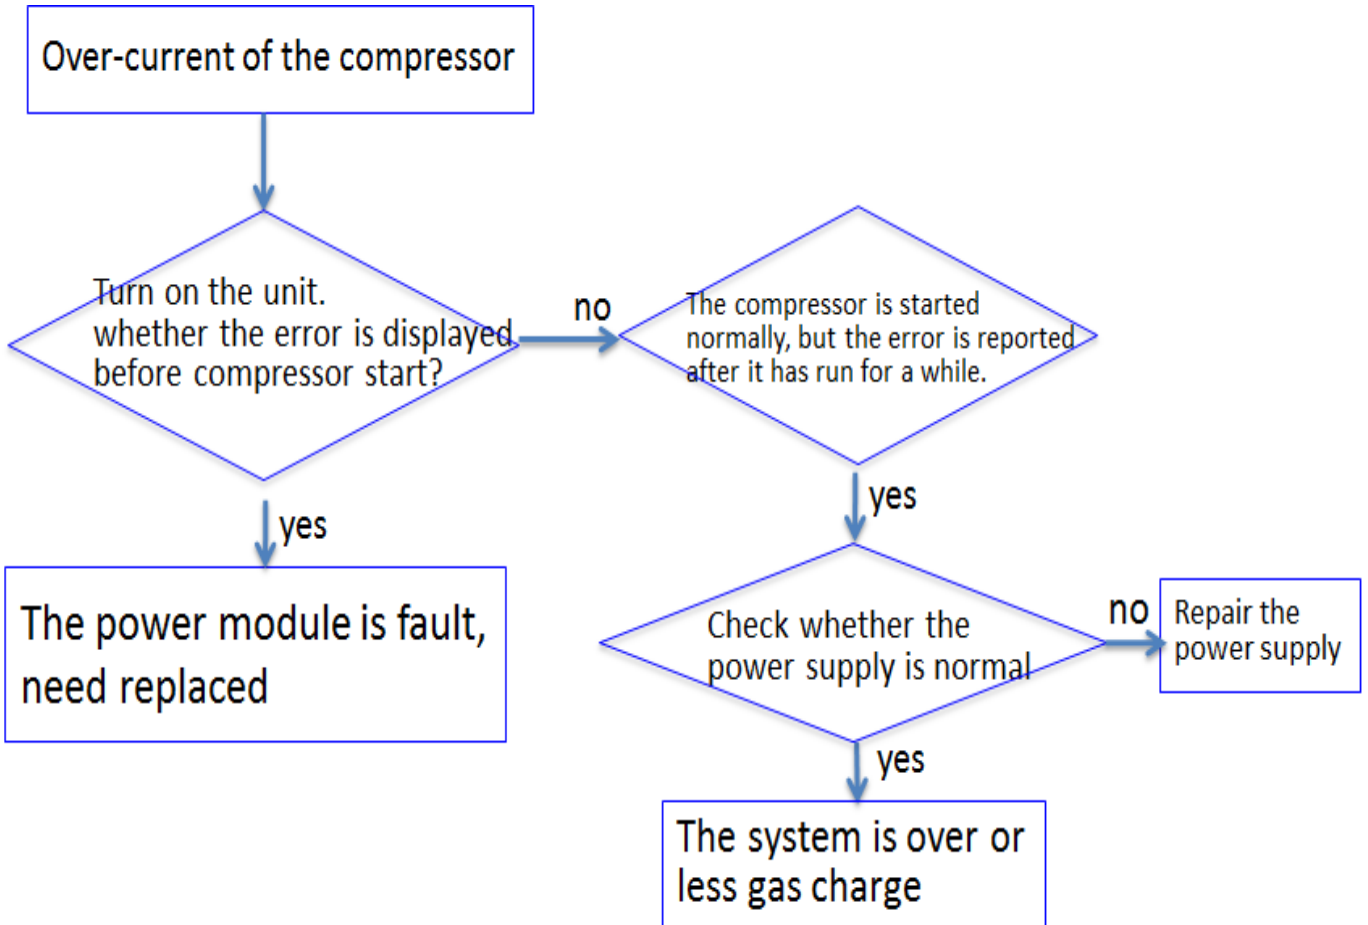 Over-current of the compressor
Turn on the unit.
whether the error is displayed
before compressor start?
no
The compressor is started
normally, but the error is reported
after it has run for a while.
yes
The power module is fault,
need replaced
yes
Check whether the
power supply is normal
no
Repair the
power supply
yes
The system is over or
less gas charge